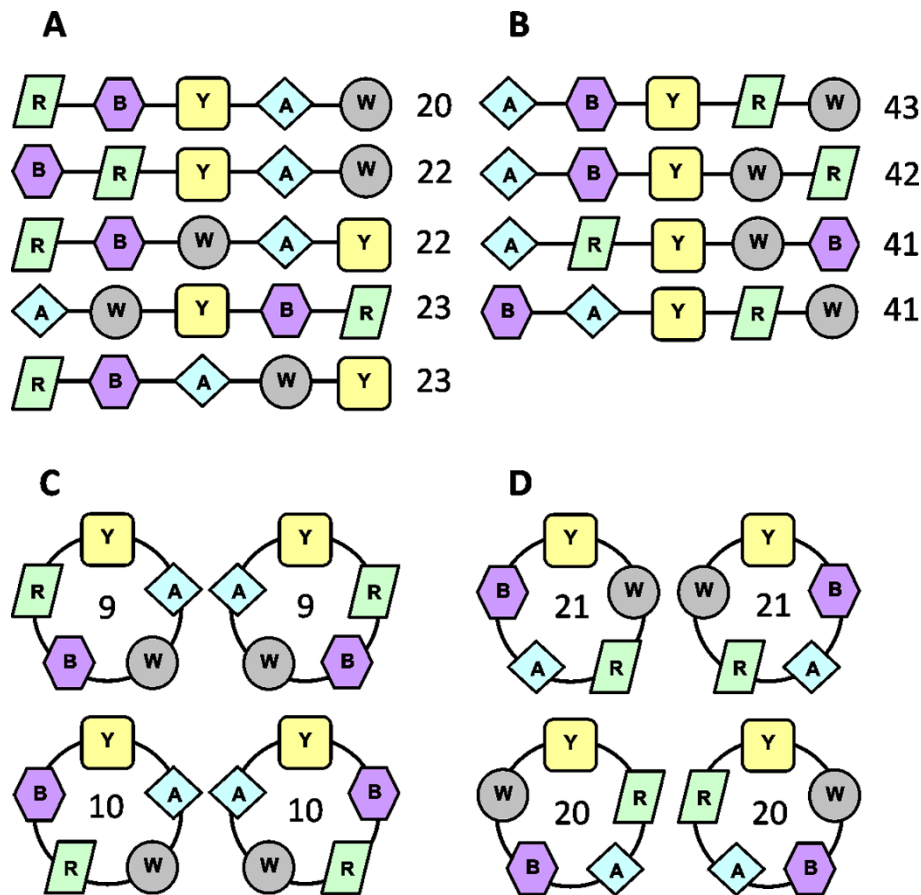 A
R B Y A W 20
B R Y A W 22
R B W A Y 22
A W Y B R 23
R B A W Y 23
B
A B Y R W 43
A B Y W R 42
A R Y W B 41
B A Y R W 41
C
Y
R A
9
B W
Y
A R
9
W B
Y
B A
10
R W
Y
A B
10
W R
D
Y
B W
21
A R
Y
W B
21
R A
Y
W R
20
B A
Y
R W
20
A B